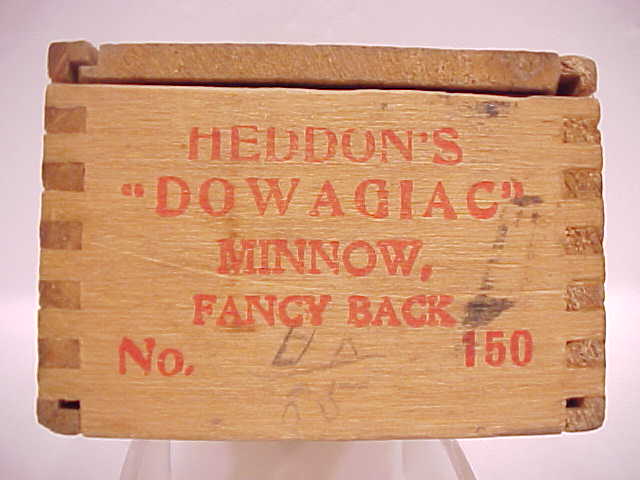 HEDDON'S
"DOWAGIAC"
MINNOW,
FANCY BACK
No. 150